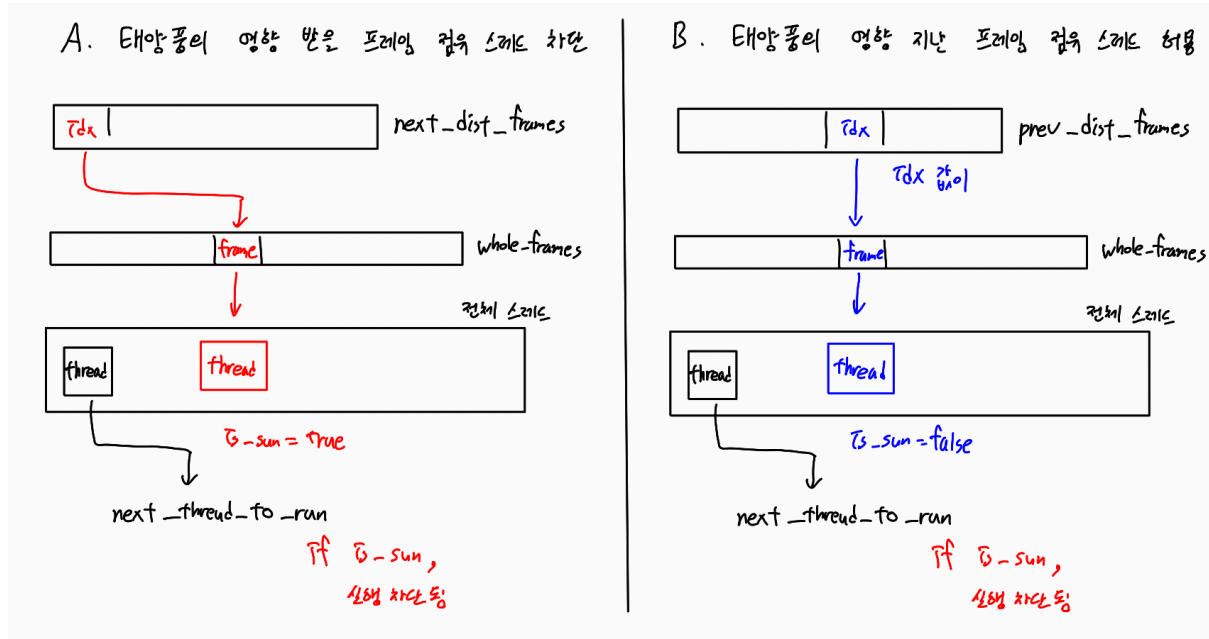 A. 태양풍의 영향 받은 프레임 점유 스레드 차단
idx
next_dist_frames
frame
whole-frames
전체 스레드
thread
thread
is_sun = true
next_thread_to_run
if is_sun,
실행 차단됨
B. 태양풍의 영향 지난 프레임 점유 스레드 허용
idx
prev_dist_frames
idx 값이
frame
whole-frames
전체 스레드
thread
thread
is_sun = false
next_thread_to_run
if is_sun,
실행 차단됨